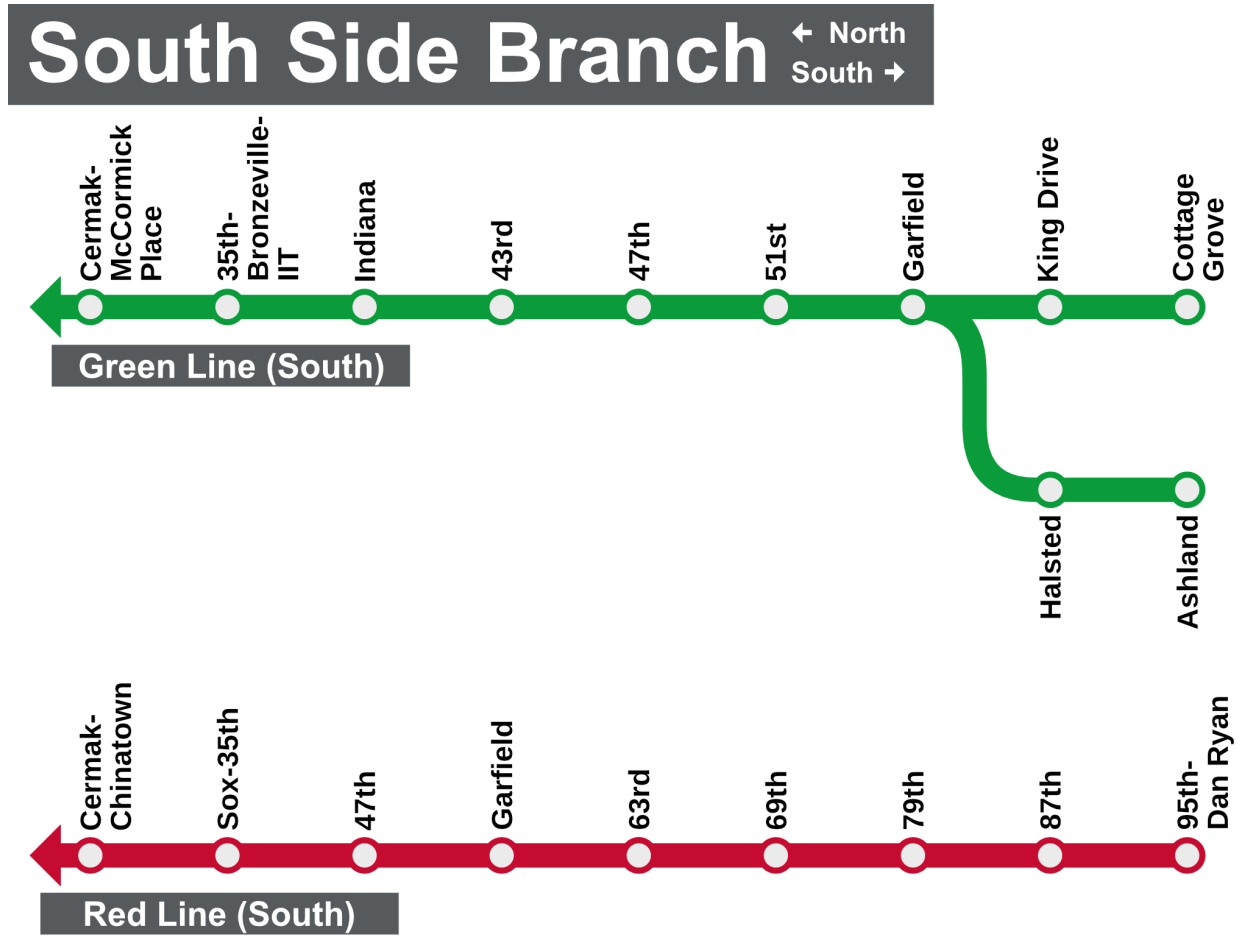 South Side Branch
← North
South →
Cermak-
McCormick
Place
35th-
Bronzeville-
IIT
Indiana
43rd
47th
51st
Garfield
King Drive
Cottage
Grove
Green Line (South)
Halsted
Ashland
Cermak-
Chinatown
Sox-35th
47th
Garfield
63rd
69th
79th
87th
95th-
Dan Ryan
Red Line (South)